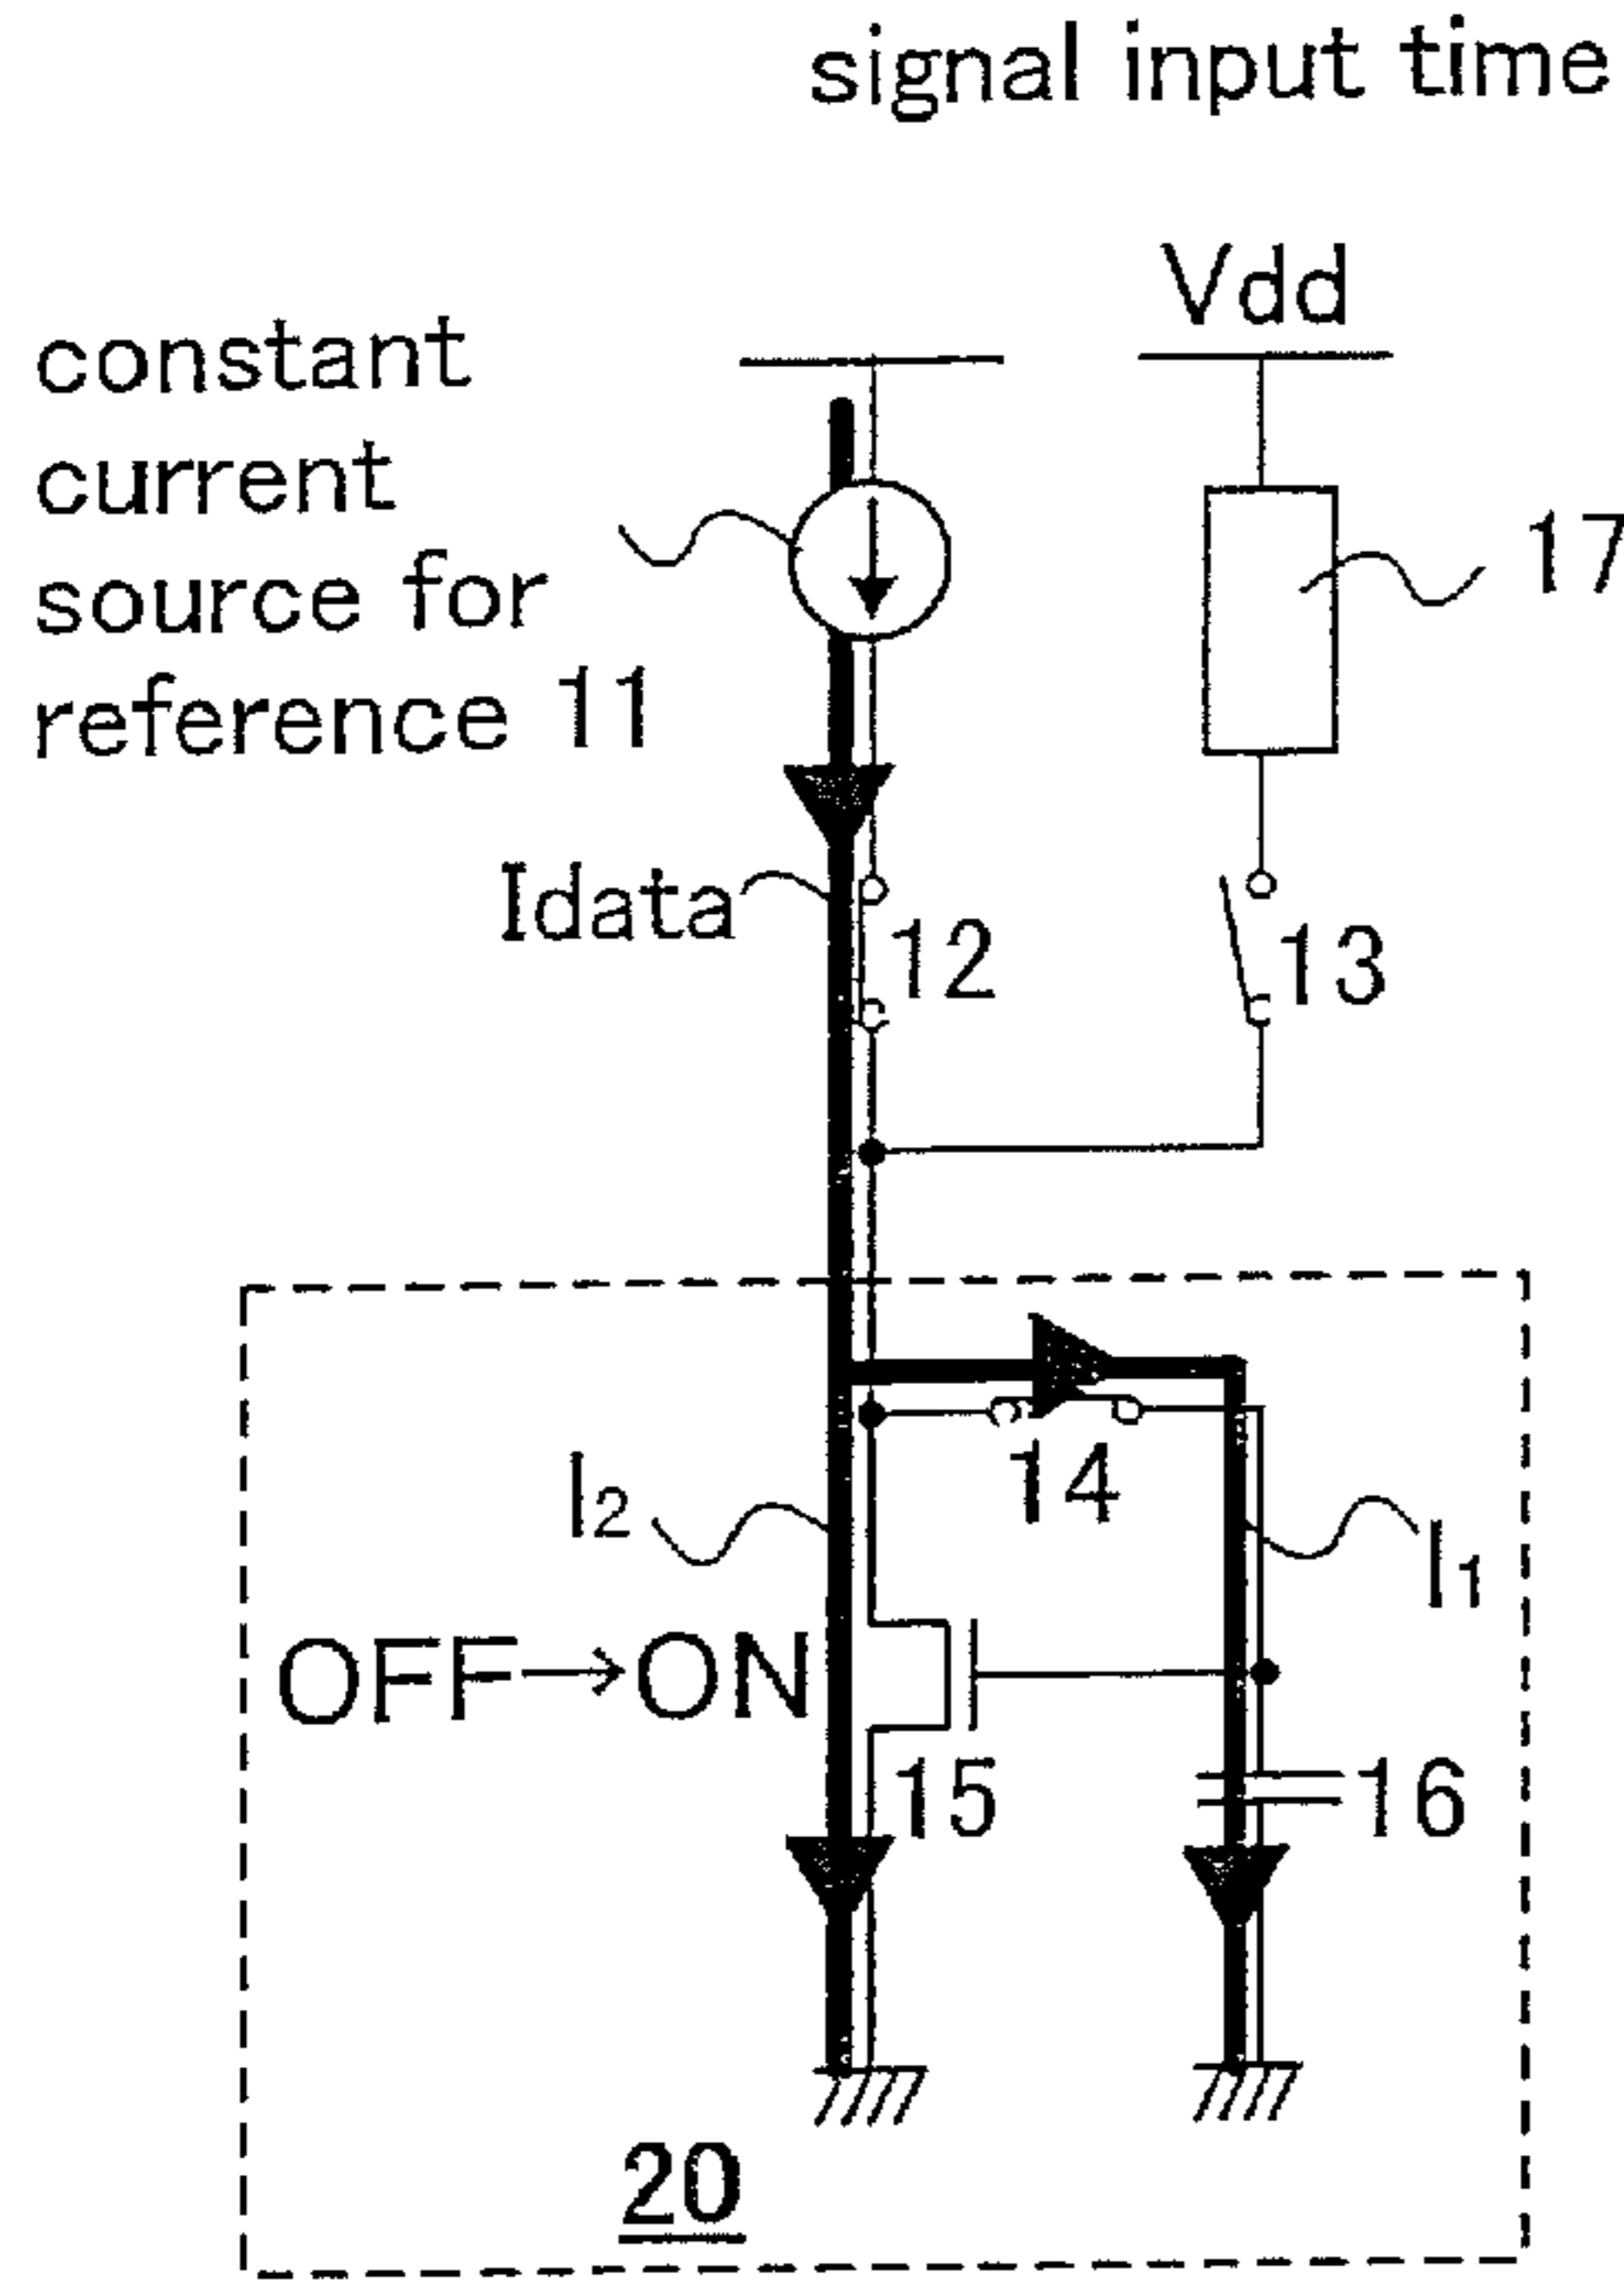 signal input time
Vdd
constant
current
source for
reference 11
17
Idata
12
13
14
I2
I1
OFF→ON
15
16
20